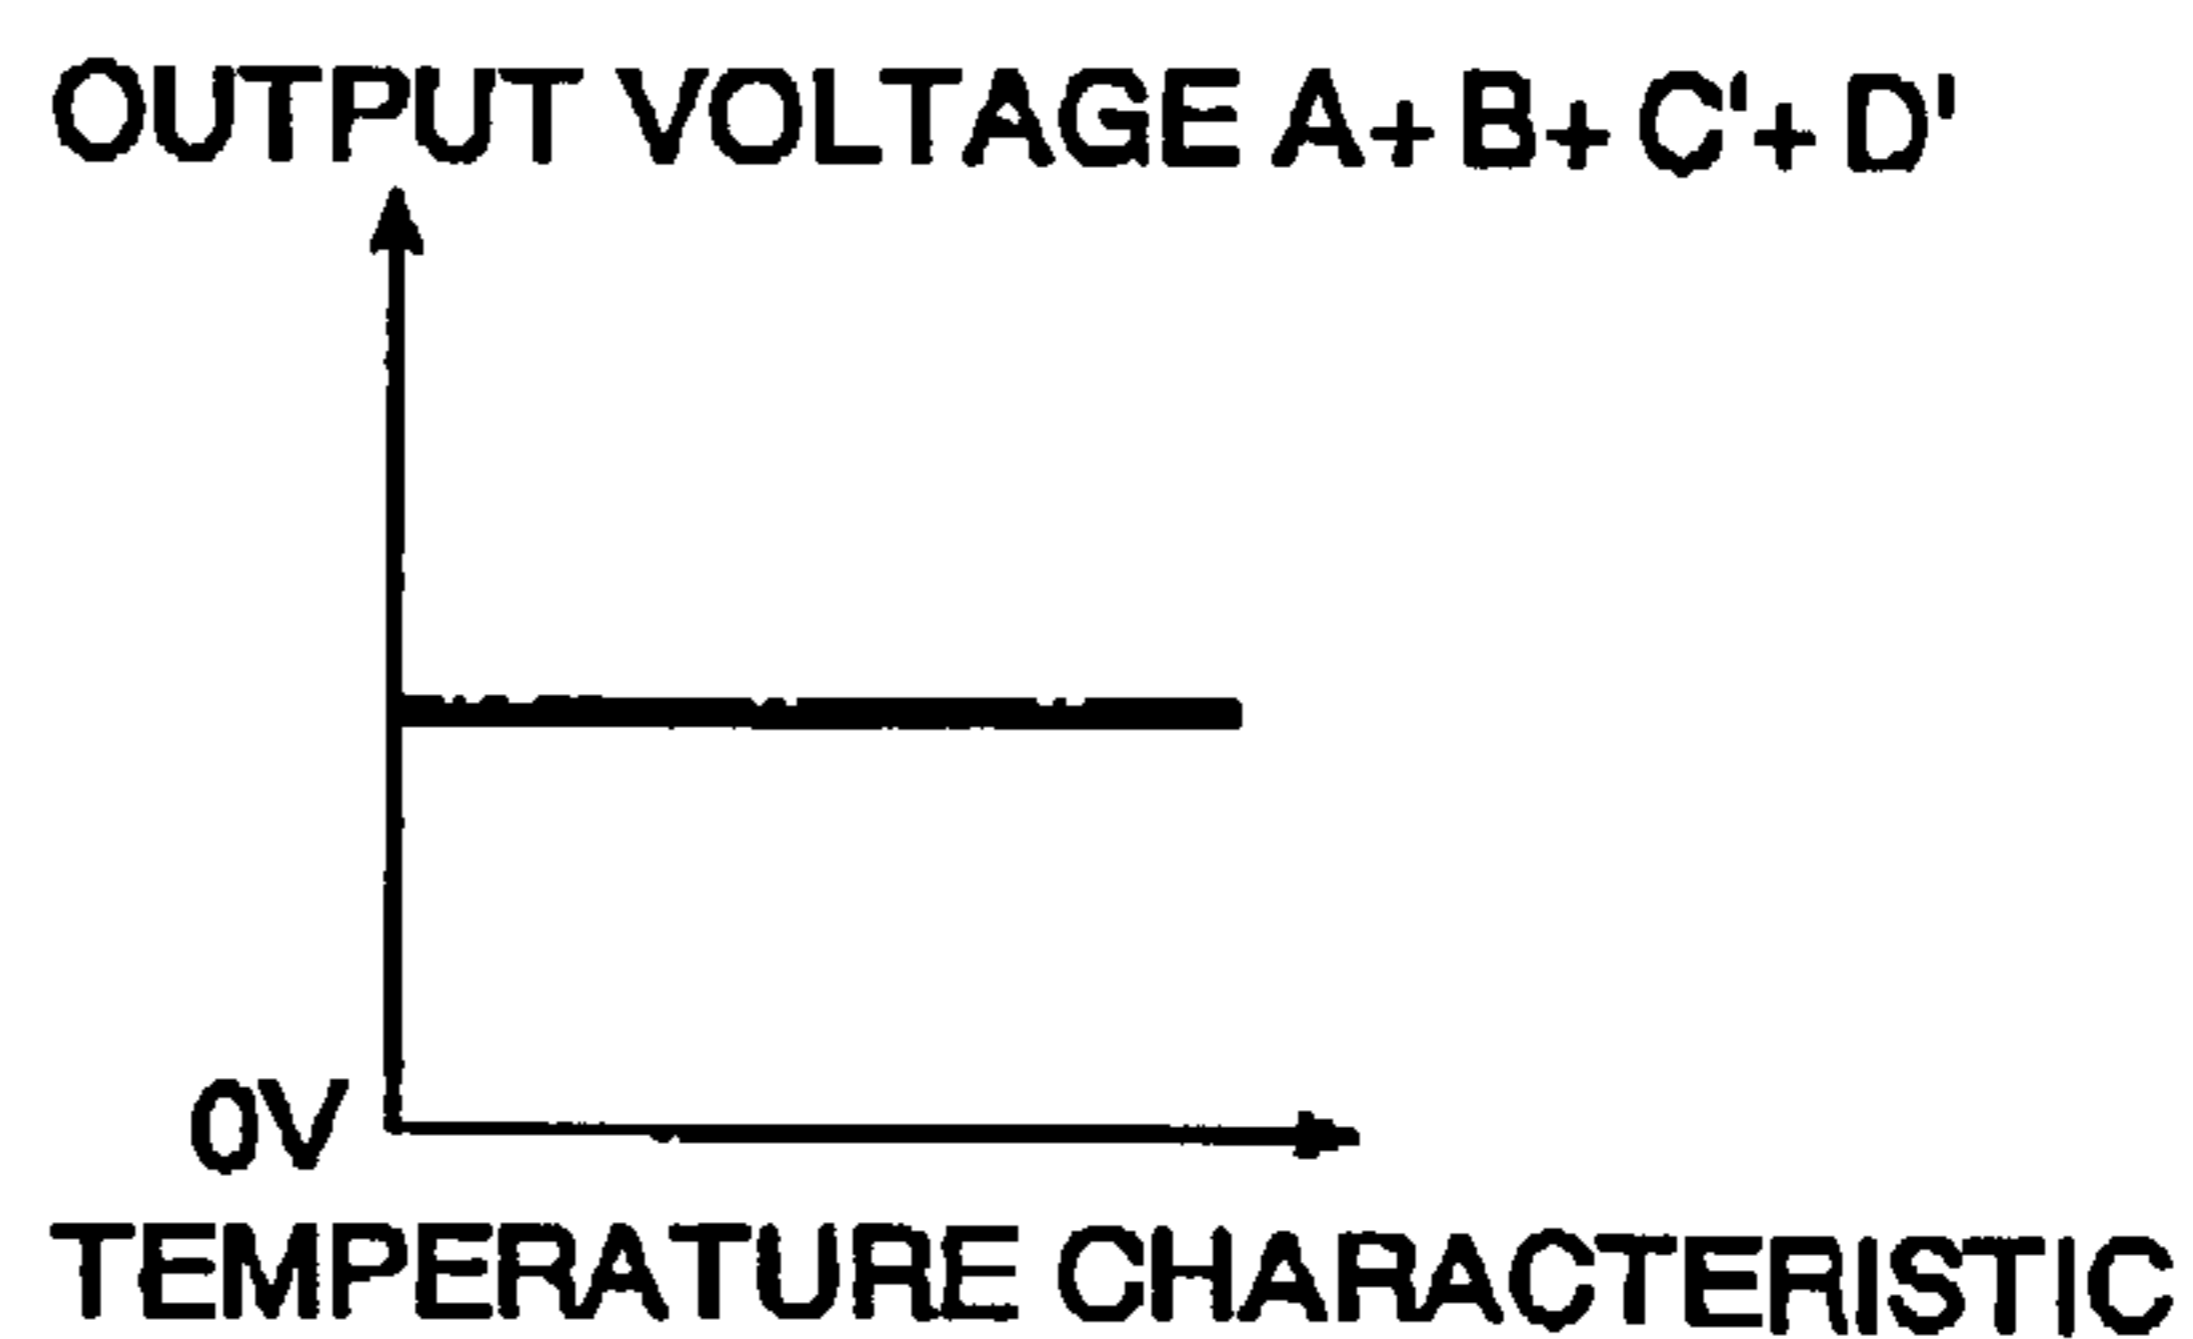 OUTPUT VOLTAGE A+ B+ C'+ D'
0V
TEMPERATURE CHARACTERISTIC